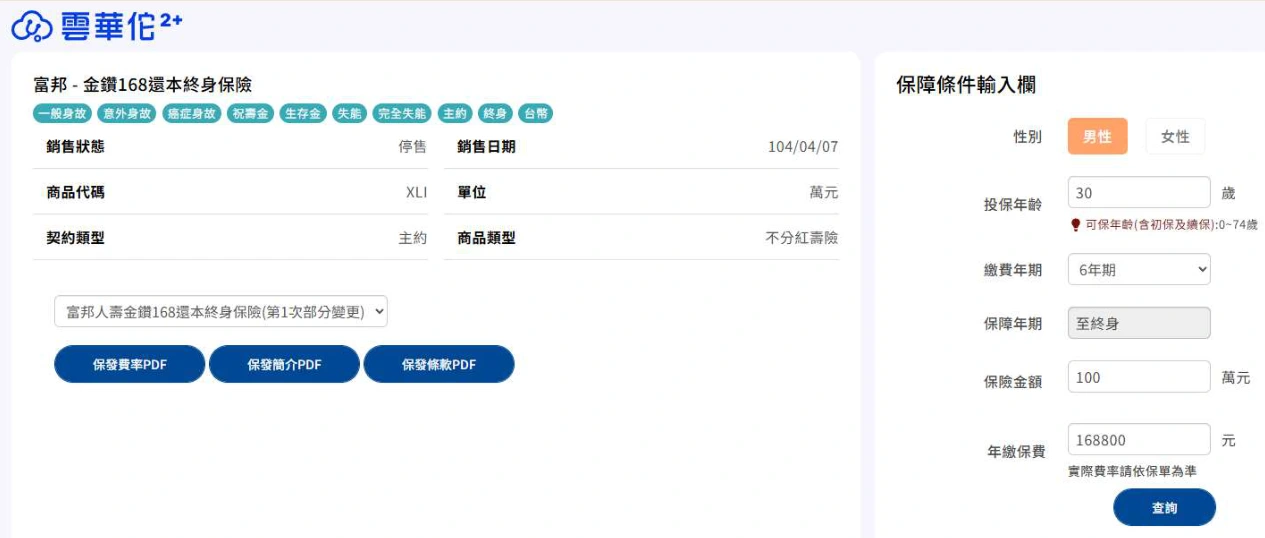 雲華佗2+
富邦 - 金鑽168還本終身保險
一般身故 意外身故 癌症身故 祝壽金 生存金 失能 完全失能 主約 終身 台幣
銷售狀態 停售 銷售日期 104/04/07
商品代碼 XLI 單位 萬元
契約類型 主約 商品類型 不分紅壽險
富邦人壽金鑽168還本終身保險(第1次部分變更)
保發費率PDF 保發簡介PDF 保發條款PDF
保障條件輸入欄
性別 男性 女性
投保年齡 30 歲
可保年齡(含初保及續保):0~74歲
繳費年期 6年期
保障年期 至終身
保險金額 100 萬元
年繳保費 168800 元
實際費率請依保單為準
查詢